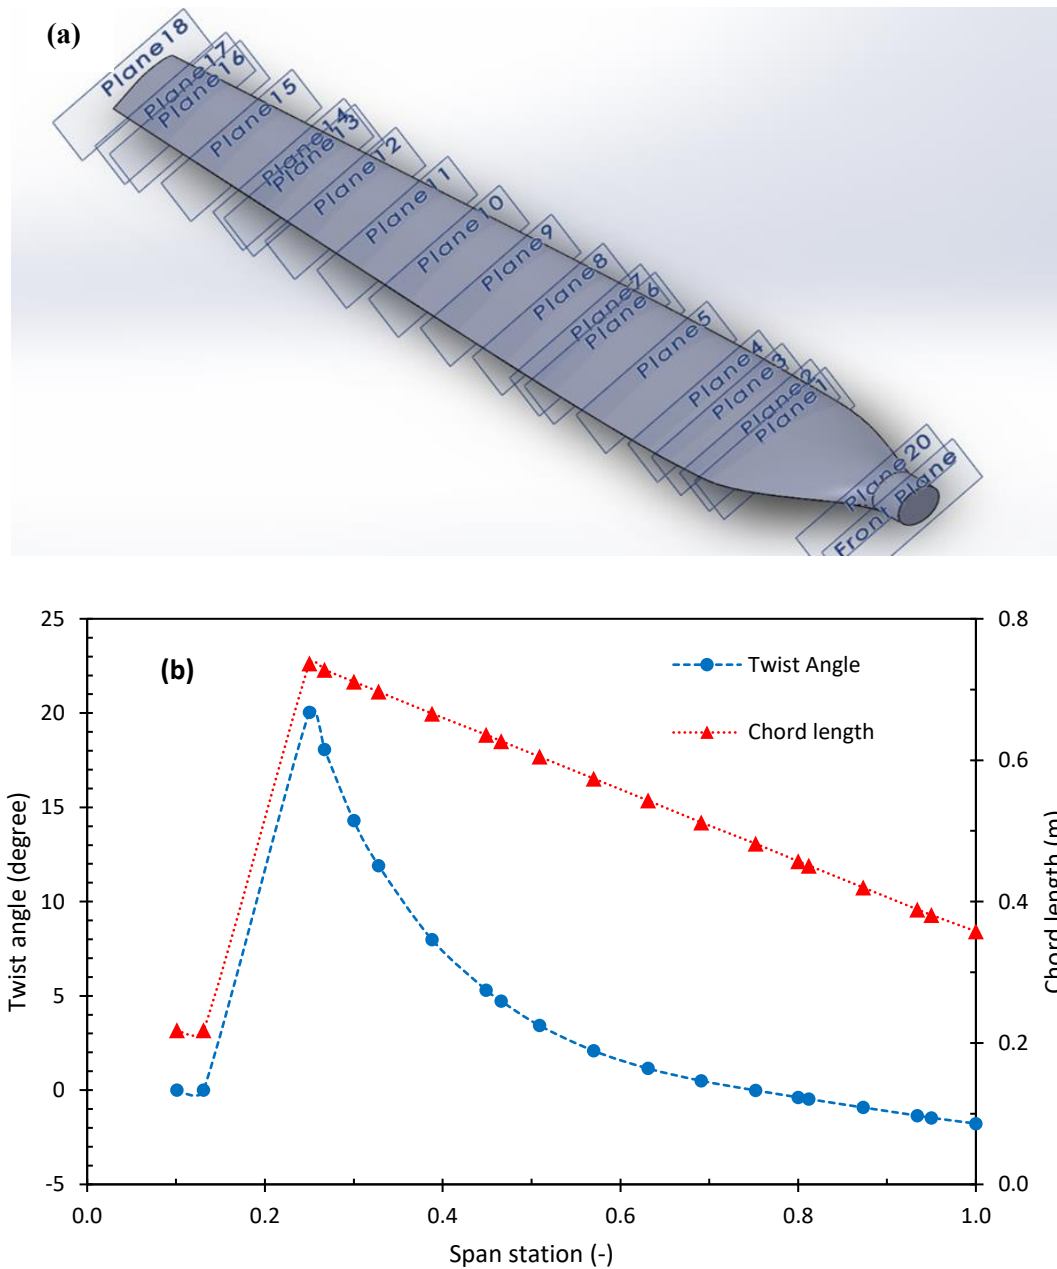 (a)
Plane18
Plane17
Plane16
Plane15
Plane14
Plane13
Plane12
Plane11
Plane10
Plane9
Plane8
Plane7
Plane6
Plane5
Plane4
Plane3
Plane2
Plane1
Plane20
Front Plane
(b)
Twist Angle
Chord length
Twist angle (degree)
25
20
15
10
5
0
-5
Chord length (m)
0.8
0.6
0.4
0.2
0.0
0.0 0.2 0.4 0.6 0.8 1.0
Span station (-)